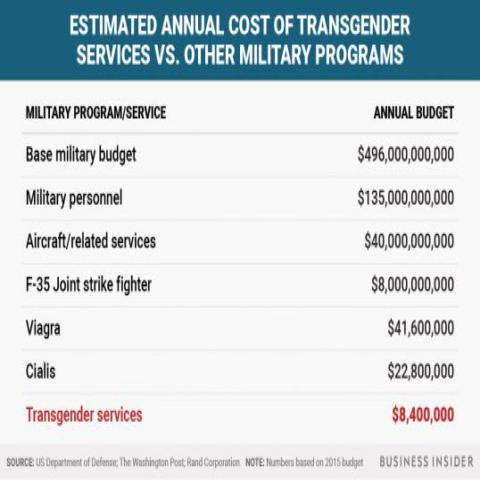 ESTIMATED ANNUAL COST OF TRANSGENDER
SERVICES VS. OTHER MILITARY PROGRAMS
MILITARY PROGRAM/SERVICE ANNUAL BUDGET
Base military budget $496,000,000,000
Military personnel $135,000,000,000
Aircraft/related services $40,000,000,000
F-35 Joint strike fighter $8,000,000,000
Viagra $41,600,000
Cialis $22,800,000
Transgender services $8,400,000
SOURCE: US Department of Defense; The Washington Post; Rand Corporation NOTE: Numbers based on 2015 budget BUSINESS INSIDER